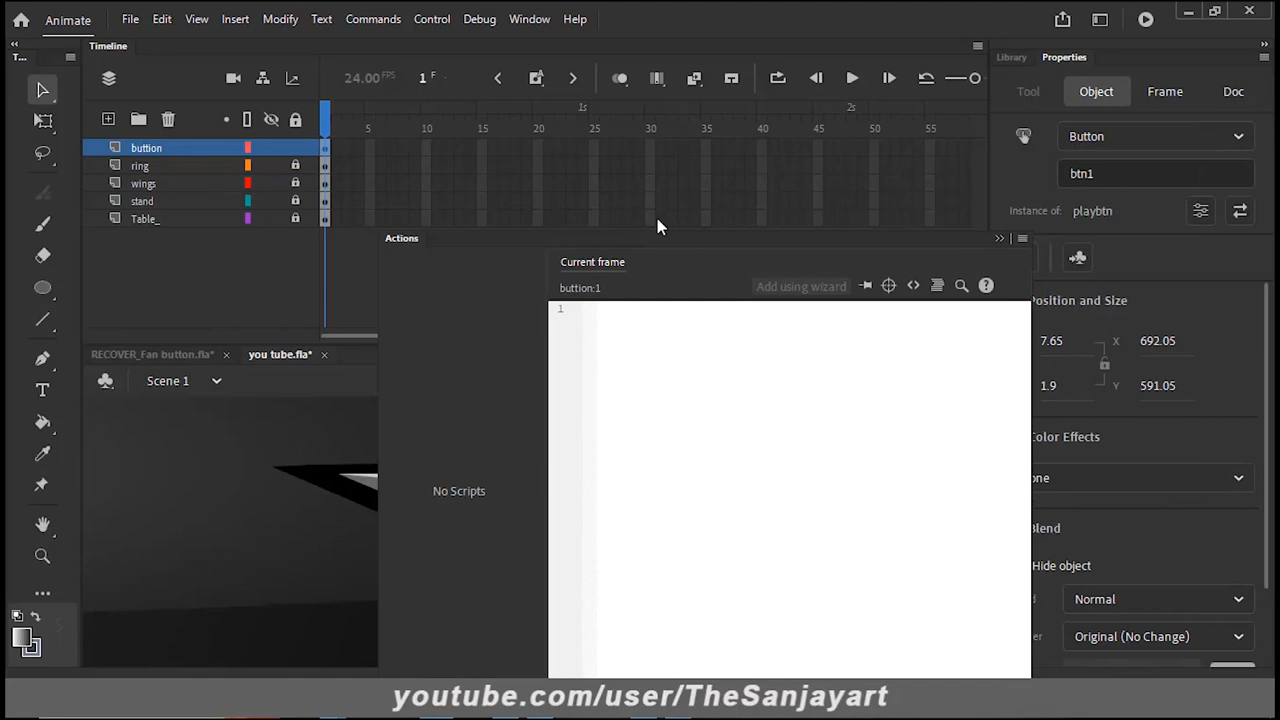 Animate File Edit View Insert Modify Text Commands Control Debug Window Help
T... Timeline Library Properties
24.00 FPS 1 F Tool Object Frame Doc
1s 2s
5 10 15 20 25 30 35 40 45 50 55
buttion Button
ring
wings btn1
stand
Table_ Instance of: playbtn
Actions
Current frame
button:1 Add using wizard
1 Position and Size
7.65 X 692.05
RECOVER_Fan button.fla* × you tube.fla* ×
Scene 1 1.9 Y 591.05
Color Effects
one
No Scripts
Blend
Hide object
d Normal
er Original (No Change)
youtube.com/user/TheSanjayart